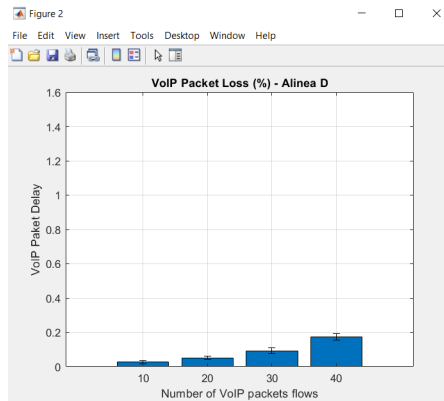 Figure 2
File Edit View Insert Tools Desktop Window Help
VoIP Packet Loss (%) - Alinea D
1.6
1.4
1.2
1
0.8
0.6
0.4
0.2
0
VoIP Paket Delay
10 20 30 40
Number of VoIP packets flows